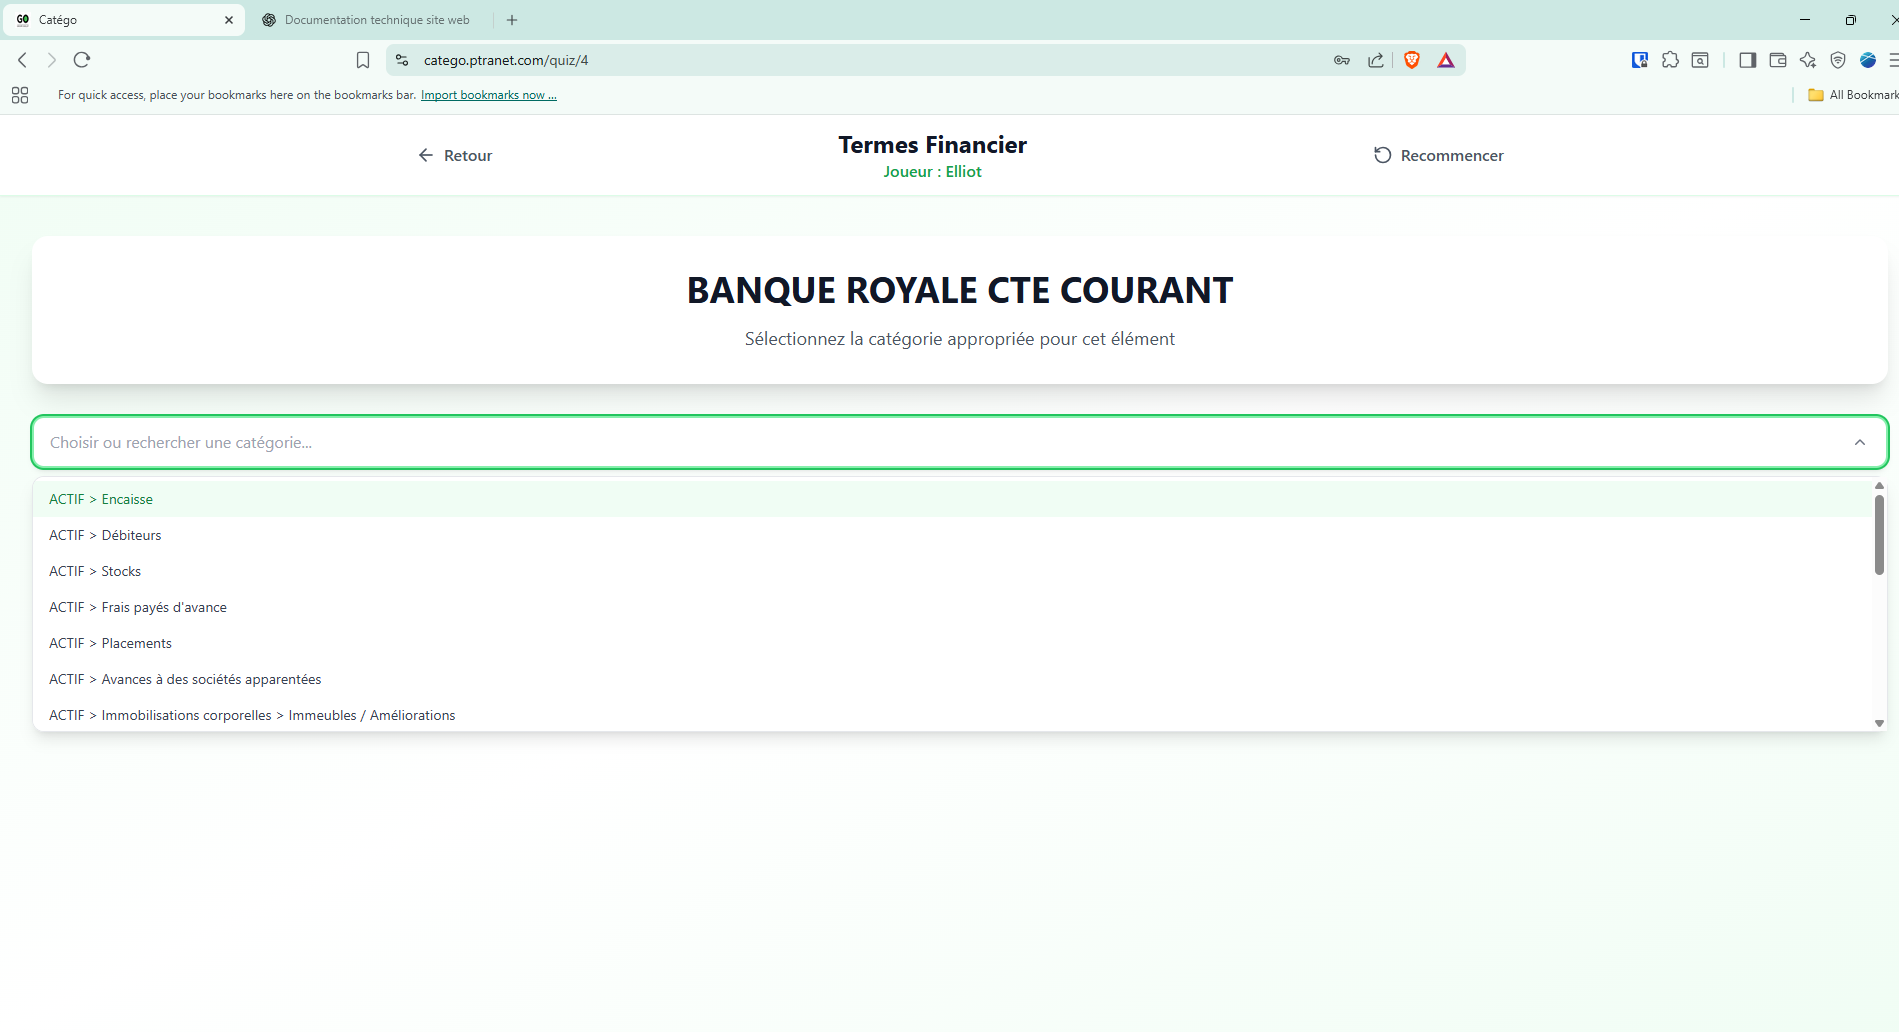 Catégo
Documentation technique site web
catego.ptranet.com/quiz/4
For quick access, place your bookmarks here on the bookmarks bar. Import bookmarks now ...
All Bookmark
Retour
Termes Financier
Joueur : Elliot
Recommencer
BANQUE ROYALE CTE COURANT
Sélectionnez la catégorie appropriée pour cet élément
Choisir ou rechercher une catégorie...
ACTIF > Encaisse
ACTIF > Débiteurs
ACTIF > Stocks
ACTIF > Frais payés d'avance
ACTIF > Placements
ACTIF > Avances à des sociétés apparentées
ACTIF > Immobilisations corporelles > Immeubles / Améliorations